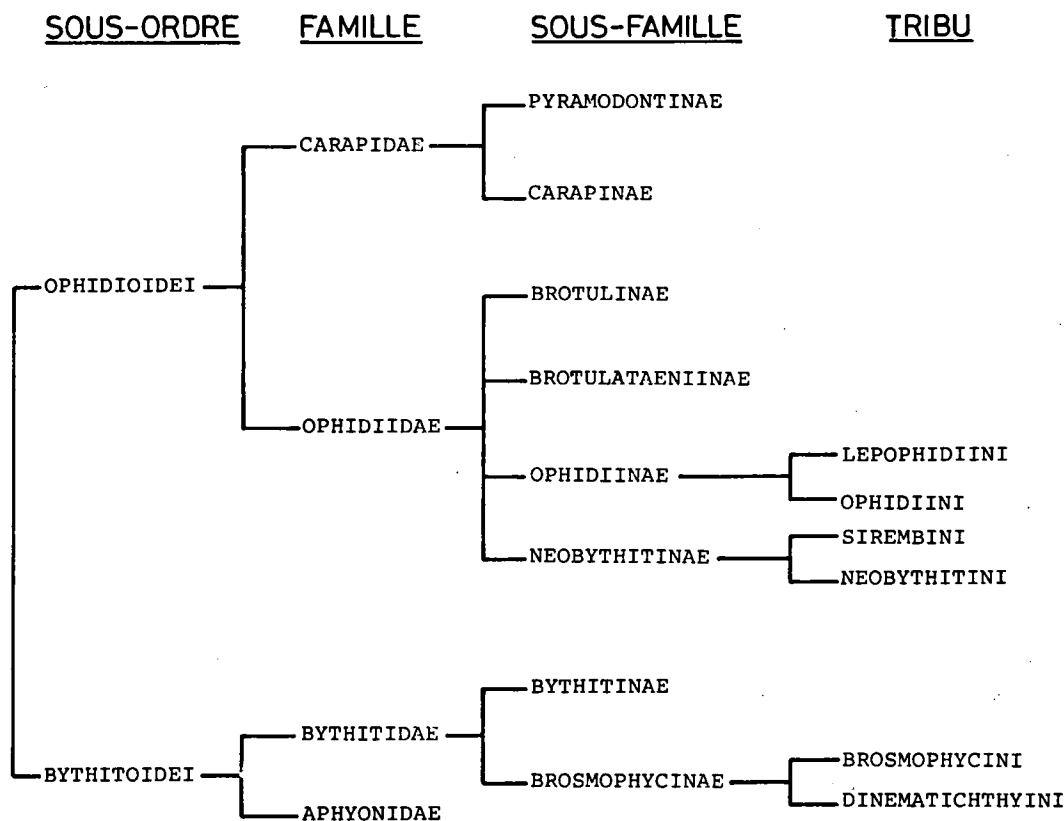 SOUS-ORDRE FAMILLE SOUS-FAMILLE TRIBU
PYRAMODONTINAE
CARAPIDAE
CARAPINAE
OPHIDIOIDEI
BROTULINAE
BROTULATAENIINAE
OPHIDIIDAE
LEPOPHIDIINI
OPHIDIINAE
OPHIDIINI
SIREMBINI
NEOBYTHITINAE
NEOBYTHITINI
BYTHITINAE
BYTHITIDAE
BROSMOPHYCINI
BYTHITOIDEI
BROSMOPHYCINAE
DINEMATICHTHYINI
APHYONIDAE